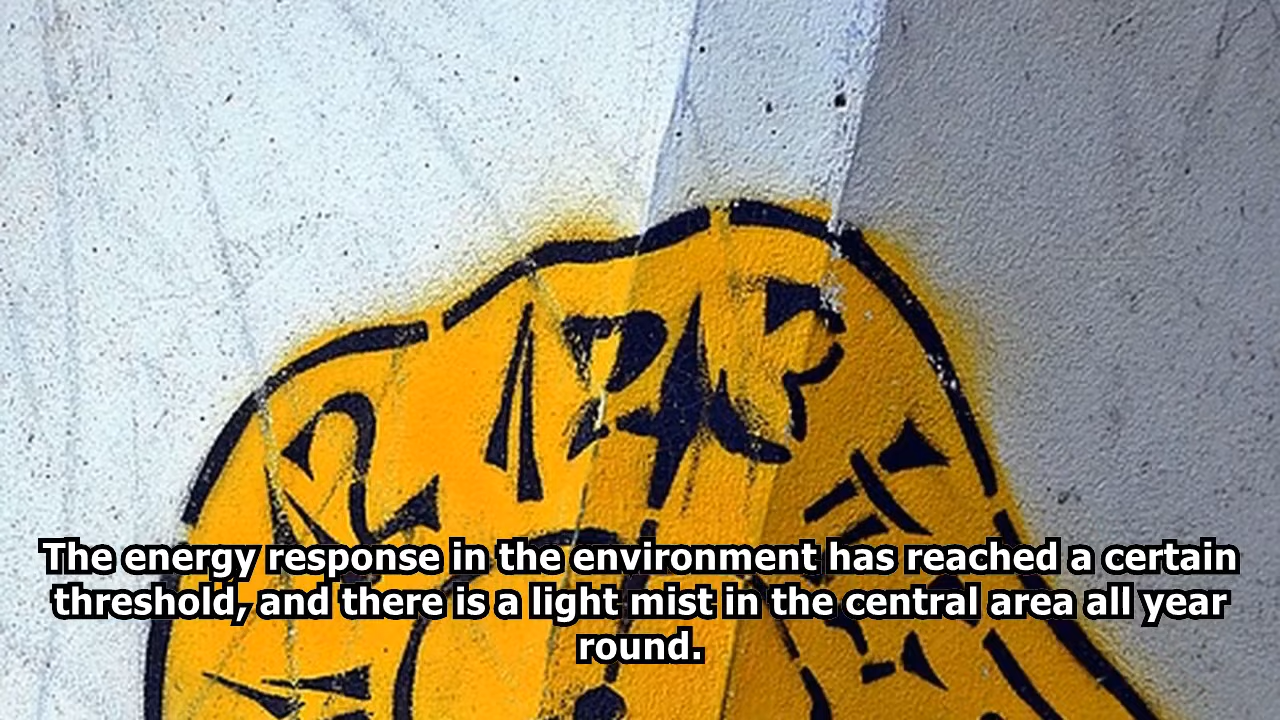 The energy response in the environment has reached a certain
threshold, and there is a light mist in the central area all year
round.